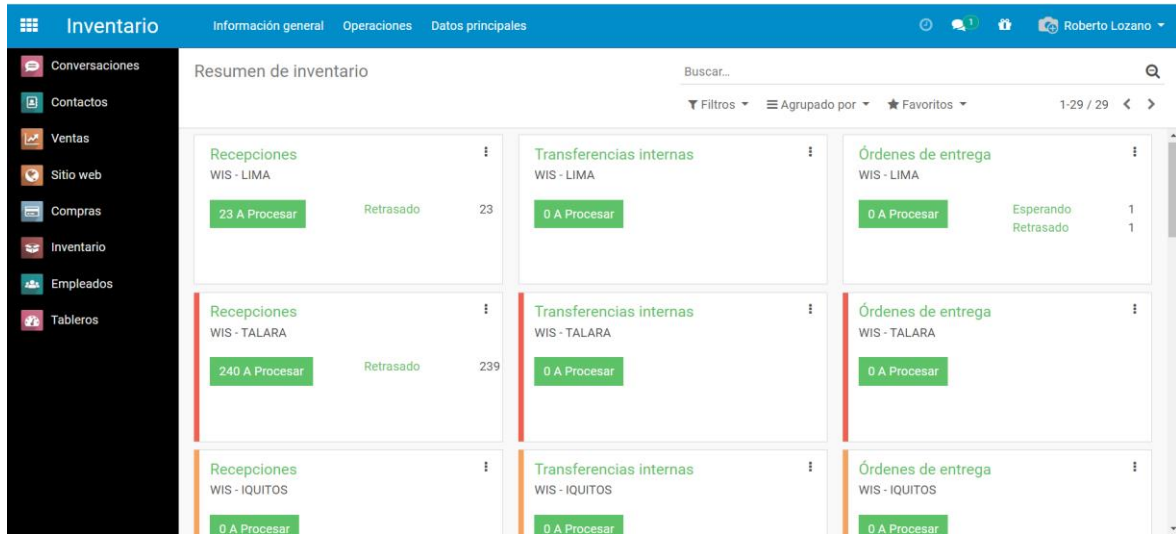 Inventario Información general Operaciones Datos principales 1 Roberto Lozano
Conversaciones
Contactos
Ventas
Sitio web
Compras
Inventario
Empleados
Tableros
Resumen de inventario Buscar...
Filtros Agrupado por Favoritos 1-29 / 29
Recepciones Transferencias internas Órdenes de entrega
WIS - LIMA WIS - LIMA WIS - LIMA
23 A Procesar Retrasado 23 0 A Procesar 0 A Procesar Esperando 1
Retrasado 1
Recepciones Transferencias internas Órdenes de entrega
WIS - TALARA WIS - TALARA WIS - TALARA
240 A Procesar Retrasado 239 0 A Procesar 0 A Procesar
Recepciones Transferencias internas Órdenes de entrega
WIS - IQUITOS WIS - IQUITOS WIS - IQUITOS
0 A Procesar 0 A Procesar 0 A Procesar